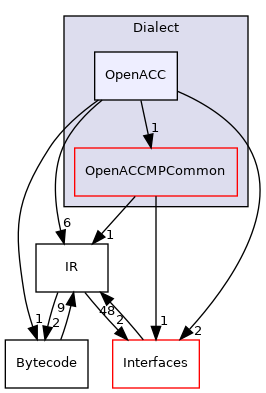 Dialect
OpenACC
1
OpenACCMPCommon
6
1
IR
48
9
2
1
2
1
2
Bytecode
Interfaces